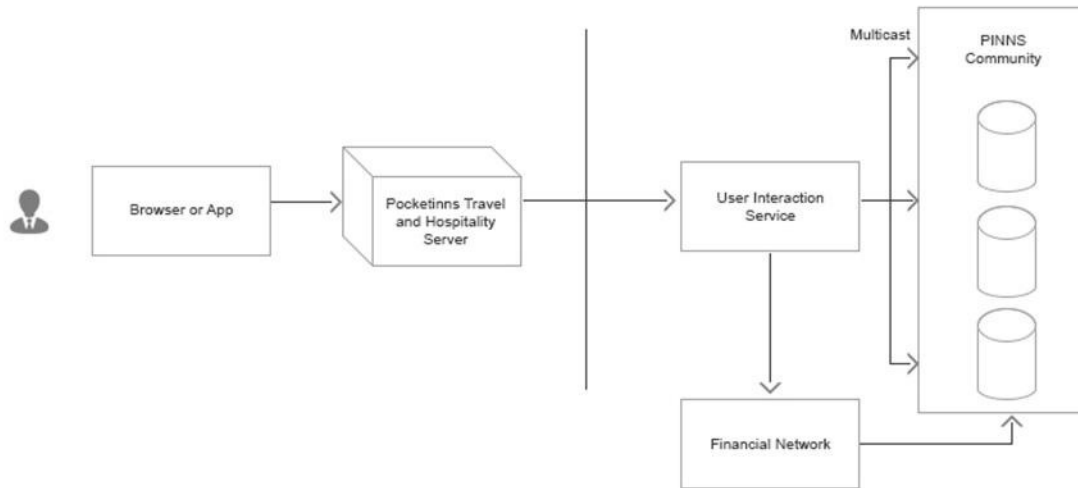 Multicast
PINNS
Community
Browser or App
Pocketinns Travel
and Hospitality
Server
User Interaction
Service
Financial Network